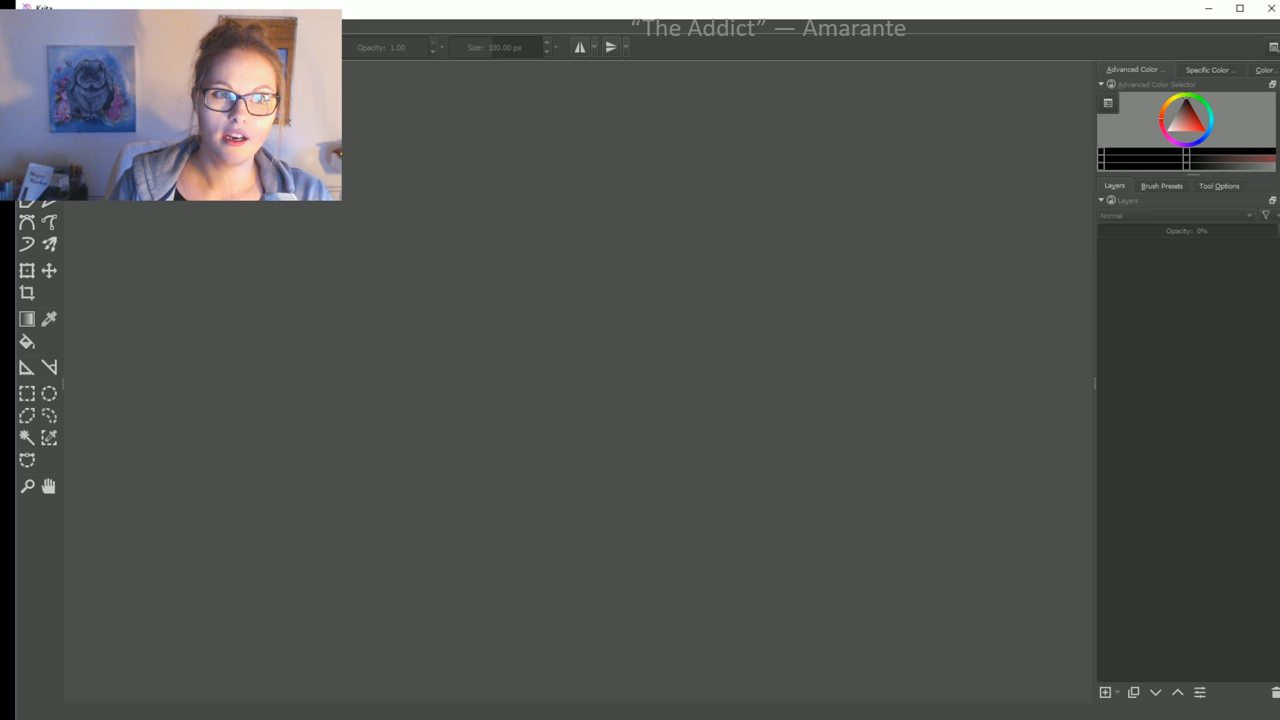 Krita
“The Addict” — Amarante
Opacity: 1.00
Size: 100.00 px
Advanced Color ...
Specific Color ...
Color...
Advanced Color Selector
Layers
Brush Presets
Tool Options
Layers
Normal
Opacity: 0%